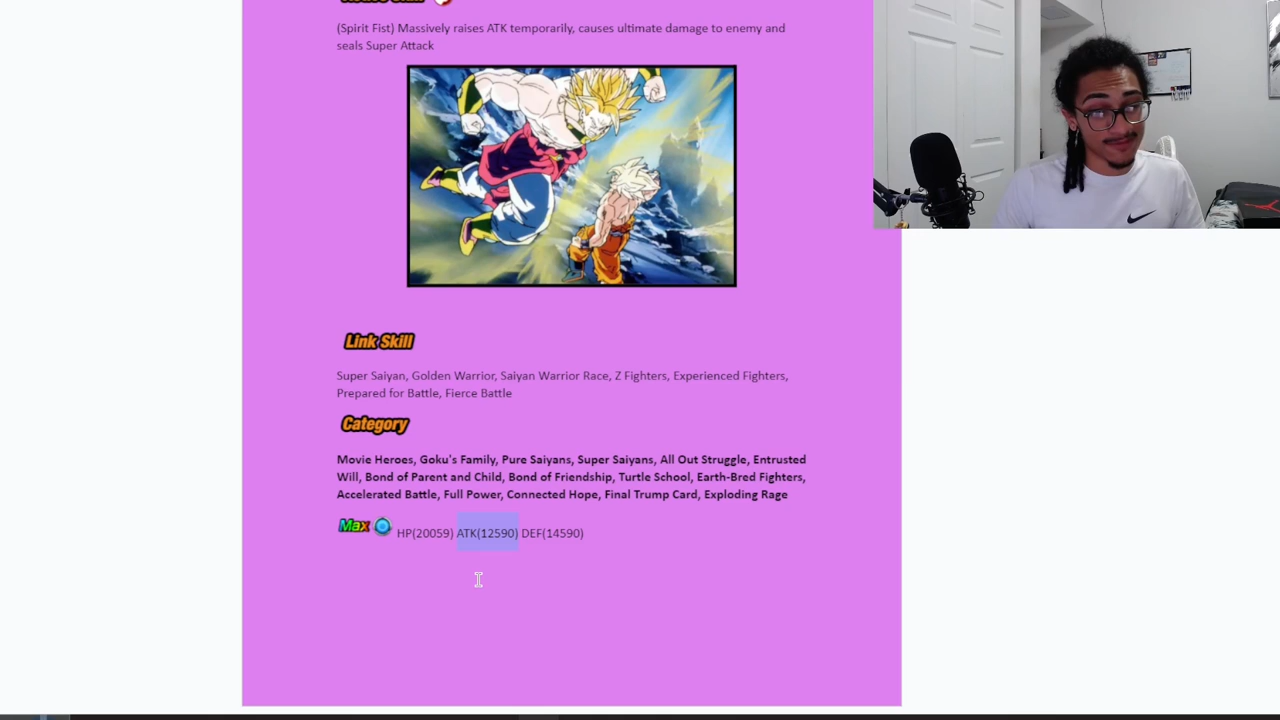 (Spirit Fist) Massively raises ATK temporarily, causes ultimate damage to enemy and
seals Super Attack
Link Skill
Super Saiyan, Golden Warrior, Saiyan Warrior Race, Z Fighters, Experienced Fighters,
Prepared for Battle, Fierce Battle
Category
Movie Heroes, Goku's Family, Pure Saiyans, Super Saiyans, All Out Struggle, Entrusted
Will, Bond of Parent and Child, Bond of Friendship, Turtle School, Earth-Bred Fighters,
Accelerated Battle, Full Power, Connected Hope, Final Trump Card, Exploding Rage
Max HP(20059) ATK(12590) DEF(14590)